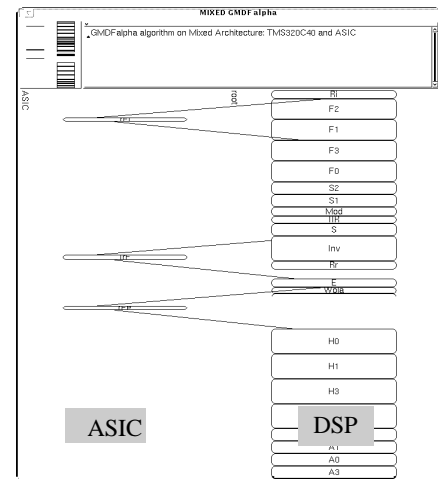 MIXED GMDF alpha
GMDFalpha algorithm on Mixed Architecture: TMS320C40 and ASIC
ASIC
root
Ri
F2
F1
F3
F0
S2
S1
Mod
S
Inv
Rr
E
Wola
H0
H1
H3
ASIC
DSP
A1
A0
A3